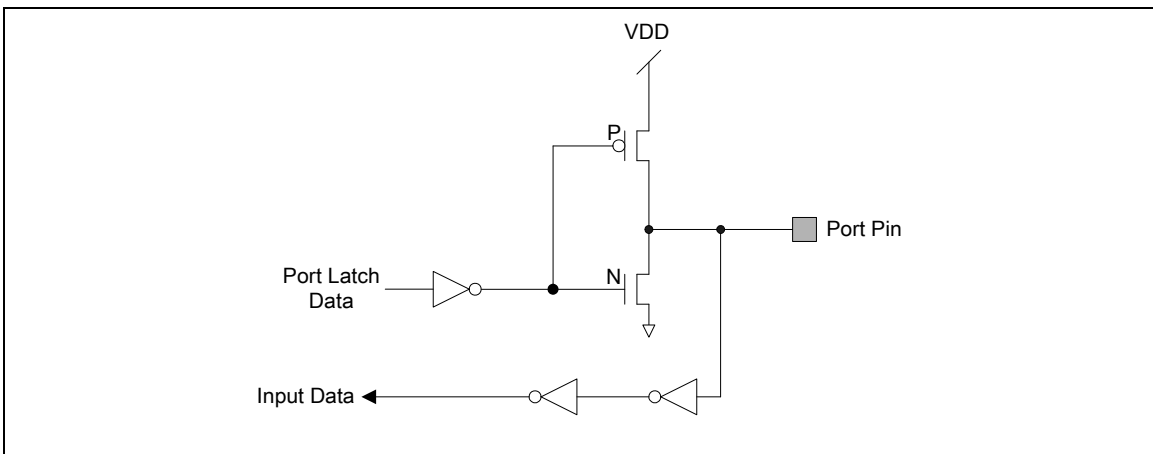 VDD
P
Port Pin
N
Port Latch
Data
Input Data